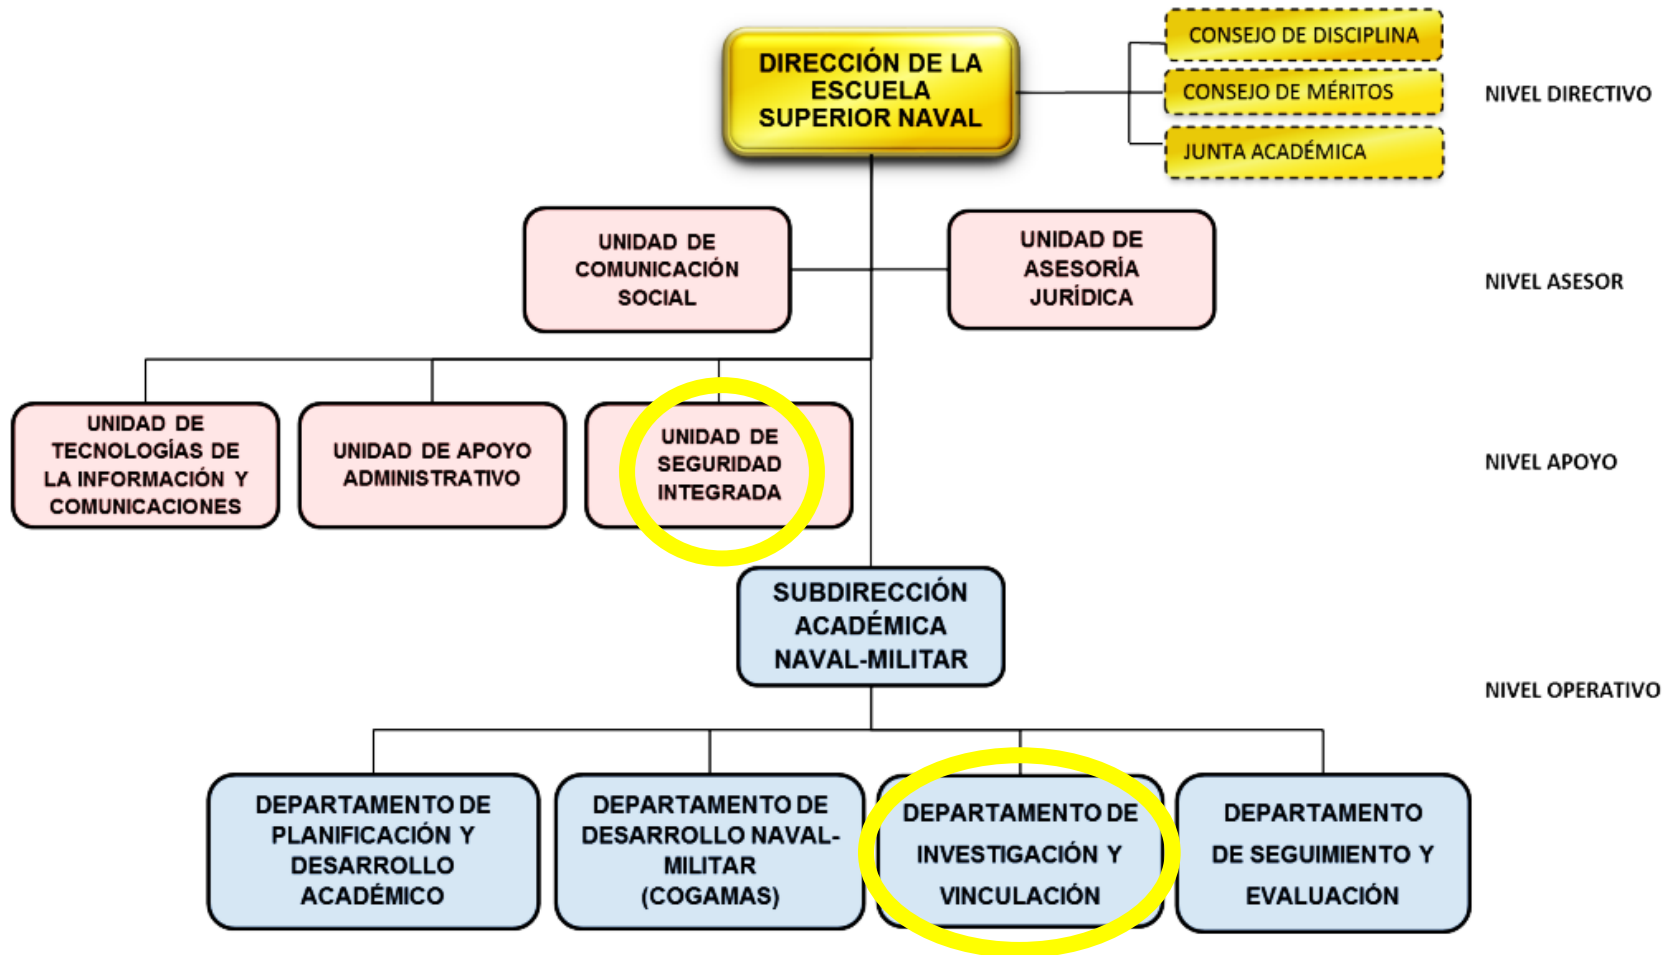 DIRECCIÓN DE LA
ESCUELA
SUPERIOR NAVAL
CONSEJO DE DISCIPLINA
CONSEJO DE MÉRITOS
JUNTA ACADÉMICA
NIVEL DIRECTIVO
UNIDAD DE
COMUNICACIÓN
SOCIAL
UNIDAD DE
ASESORÍA
JURÍDICA
NIVEL ASESOR
UNIDAD DE
TECNOLOGÍAS DE
LA INFORMACIÓN Y
COMUNICACIONES
UNIDAD DE APOYO
ADMINISTRATIVO
UNIDAD DE
SEGURIDAD
INTEGRADA
NIVEL APOYO
SUBDIRECCIÓN
ACADÉMICA
NAVAL-MILITAR
NIVEL OPERATIVO
DEPARTAMENTO DE
PLANIFICACIÓN Y
DESARROLLO
ACADÉMICO
DEPARTAMENTO DE
DESARROLLO NAVAL-
MILITAR
(COGAMAS)
DEPARTAMENTO DE
INVESTIGACIÓN Y
VINCULACIÓN
DEPARTAMENTO
DE SEGUIMIENTO Y
EVALUACIÓN